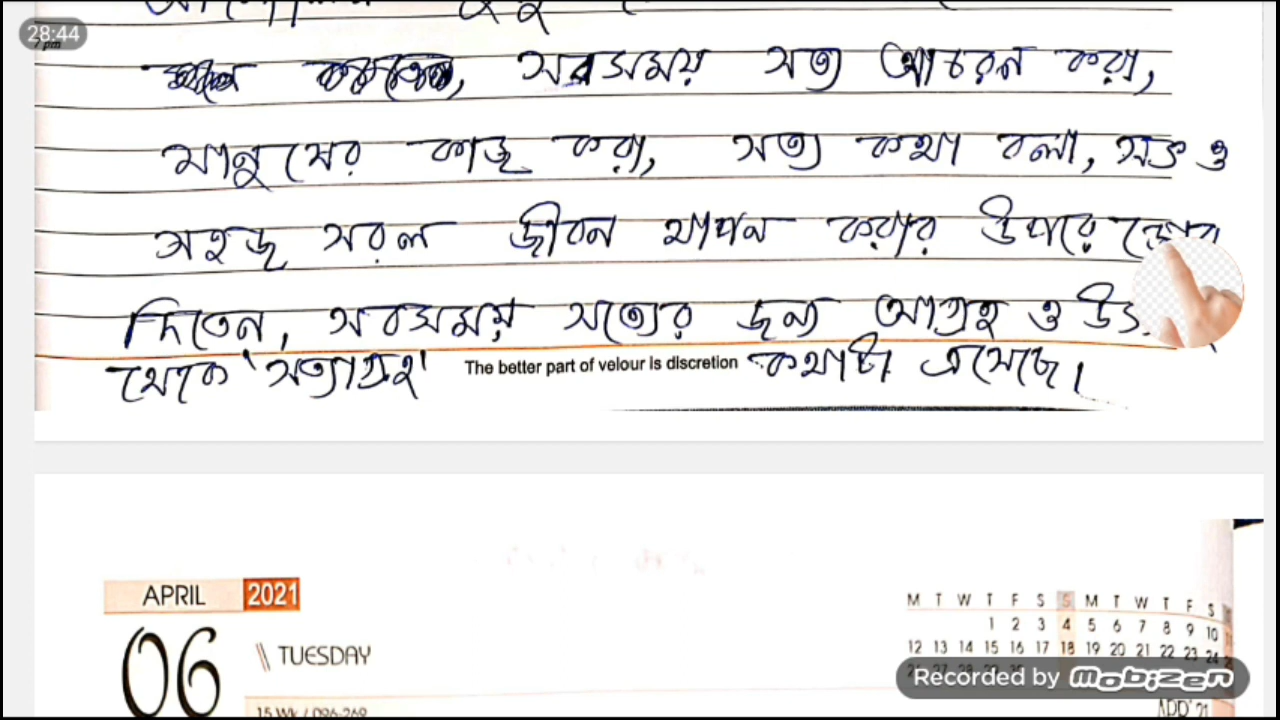 28:44
7 pm
সবসময় সত্য আচরন করা,
মানুষের কাজ করা, সত্য কথা বলা, সৎ ও
সহজ সরল জীবন যাপন করার উপরে জোর
দিতেন, সবসময় সত্যের জন্য আগ্রহ ও
থেকে 'সত্যাগ্রহ' The better part of velour is discretion কথাটা এসেছে।
APRIL 2021
M T W T F S S M T W T F S
1 2 3 4 5 6 7 8 9 10
06 TUESDAY
12 13 14 15 16 17 18 19 20 21 22 23 24
Recorded by mobizen